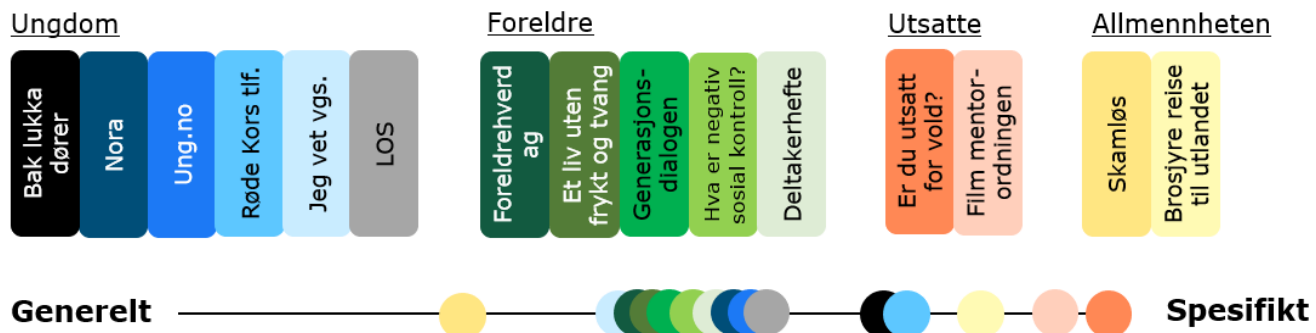 Ungdom
Bak lukka
dører
Nora
Ung.no
Røde Kors tlf.
Jeg vet vgs.
LOS
Foreldre
Foreldrehverd
ag
Et liv uten
frykt og tvang
Generasjons-
dialogen
Hva er negativ
sosial kontroll?
Deltakerhefte
Utsatte
Er du utsatt
for vold?
Film mentor-
ordningen
Allmennheten
Skamløs
Brosjyre reise
til utlandet
Generelt
Spesifikt